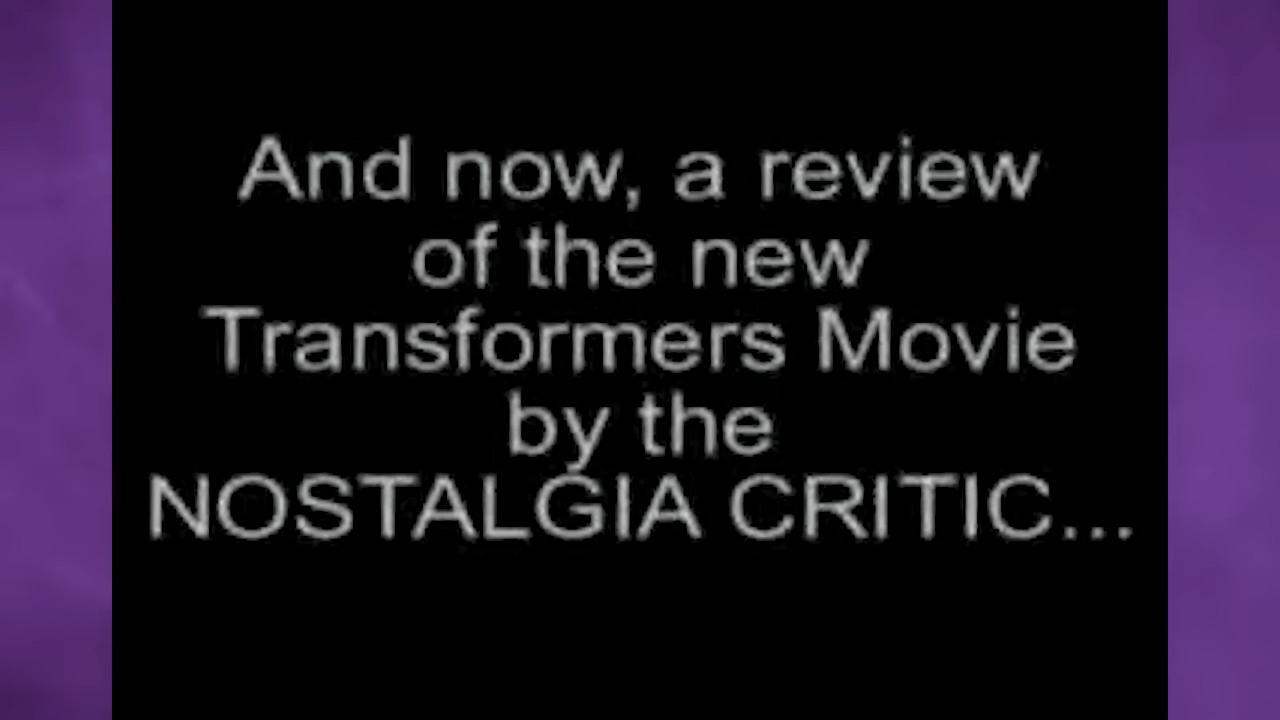 And now, a review
of the new
Transformers Movie
by the
NOSTALGIA CRITIC...